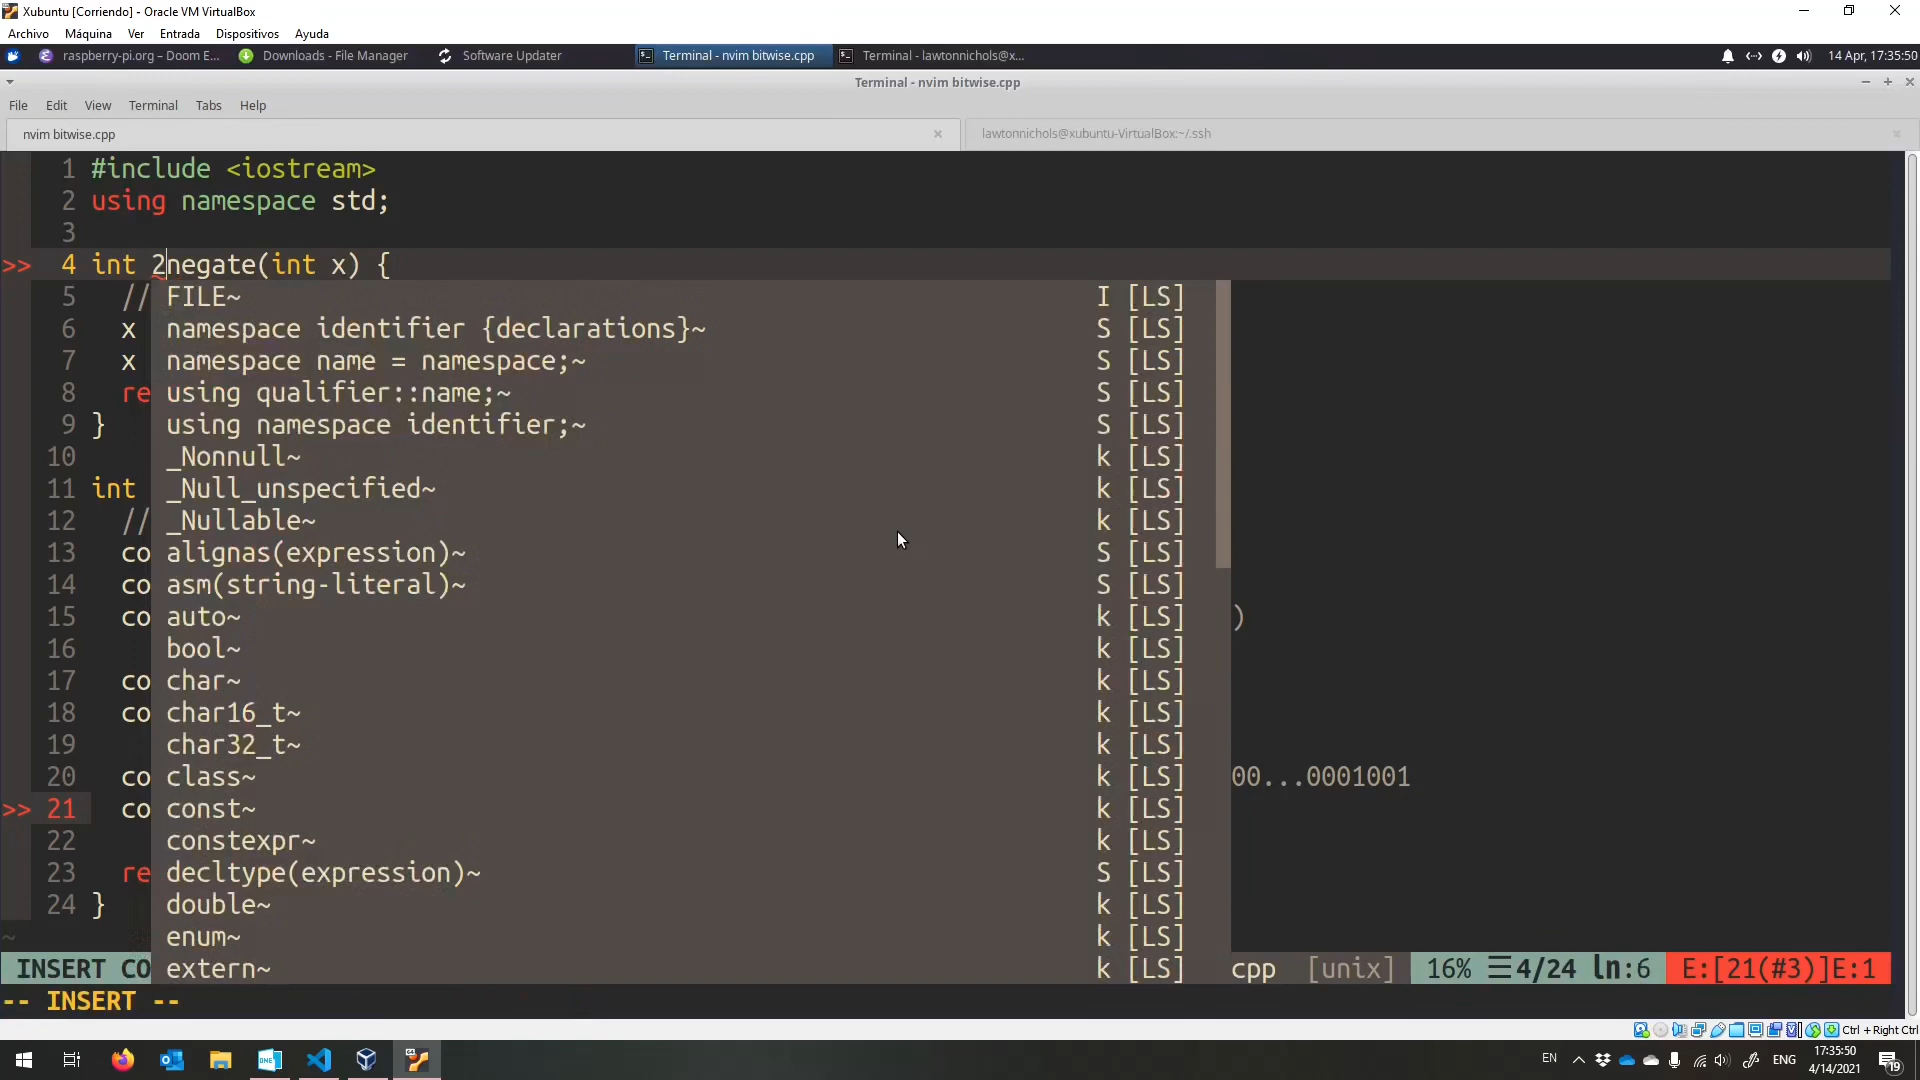 Xubuntu [Corriendo] - Oracle VM VirtualBox
Archivo Máquina Ver Entrada Dispositivos Ayuda
raspberry-pi.org – Doom E... Downloads - File Manager Software Updater Terminal - nvim bitwise.cpp Terminal - lawtonnichols@x... 14 Apr, 17:35:50
Terminal - nvim bitwise.cpp
File Edit View Terminal Tabs Help
nvim bitwise.cpp lawtonnichols@xubuntu-VirtualBox:~/.ssh
1 #include <iostream>
2 using namespace std;
3
>> 4 int 2negate(int x) {
5 // FILE~ I [LS]
6 x namespace identifier {declarations}~ S [LS]
7 x namespace name = namespace;~ S [LS]
8 re using qualifier::name;~ S [LS]
9 } using namespace identifier;~ S [LS]
10 _Nonnull~ k [LS]
11 int _Null_unspecified~ k [LS]
12 // _Nullable~ k [LS]
13 co alignas(expression)~ S [LS]
14 co asm(string-literal)~ S [LS]
15 co auto~ k [LS] )
16 bool~ k [LS]
17 co char~ k [LS]
18 co char16_t~ k [LS]
19 char32_t~ k [LS]
20 co class~ k [LS] 00...0001001
>> 21 co const~ k [LS]
22 constexpr~ k [LS]
23 re decltype(expression)~ S [LS]
24 } double~ k [LS]
~ enum~ k [LS]
INSERT CO extern~ k [LS] cpp [unix] 16% ☰4/24 ln:6 E:[21(#3)]E:1
-- INSERT --
Ctrl + Right Ctrl
EN ENG 17:35:50
4/14/2021 19